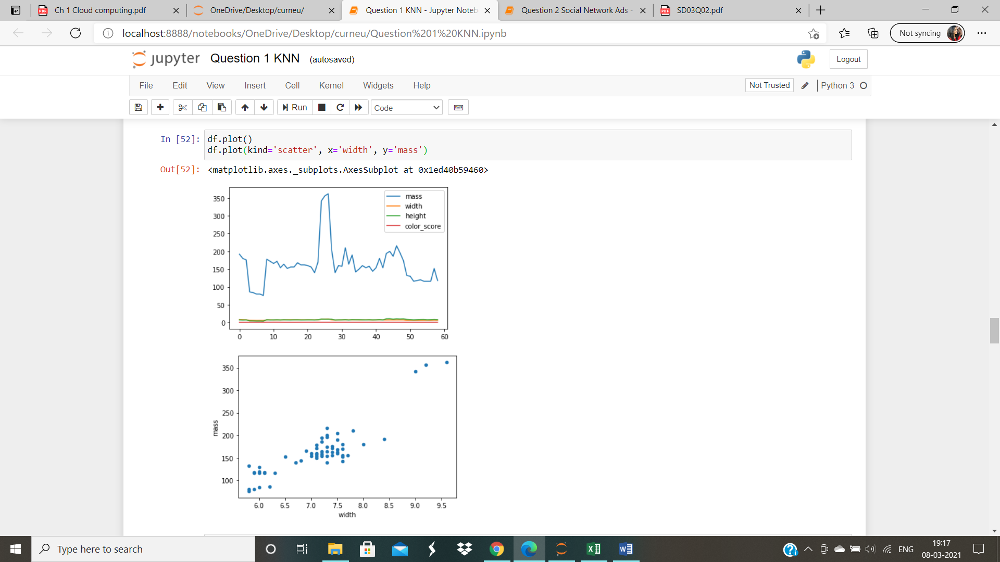 Ch 1 Cloud computing.pdf
OneDrive/Desktop/curneu/
Question 1 KNN - Jupyter Noteb
Question 2 Social Network Ads -
SD03Q02.pdf
localhost:8888/notebooks/OneDrive/Desktop/curneu/Question%201%20KNN.ipynb
Not syncing
jupyter Question 1 KNN (autosaved)
Logout
File Edit View Insert Cell Kernel Widgets Help
Not Trusted
Python 3
Run
Code
In [52]: df.plot()
df.plot(kind='scatter', x='width', y='mass')
Out[52]: <matplotlib.axes._subplots.AxesSubplot at 0x1ed40b59460>
mass
width
height
color_score
350
300
250
200
150
100
50
0
0 10 20 30 40 50 60
350
300
250
200
150
100
mass
6.0 6.5 7.0 7.5 8.0 8.5 9.0 9.5
width
Type here to search
ENG
19:17
08-03-2021